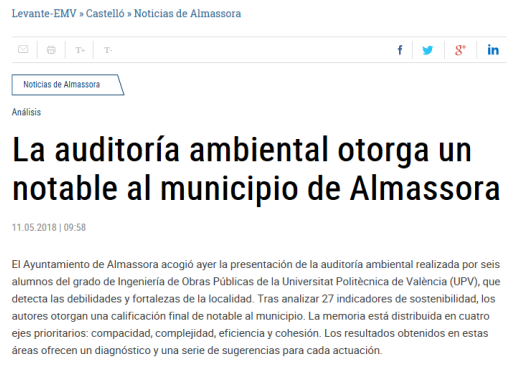 Levante-EMV » Castelló » Noticias de Almassora
T+ T-
f g+ in
Noticias de Almassora
Análisis
La auditoría ambiental otorga un
notable al municipio de Almassora
11.05.2018 | 09:58
El Ayuntamiento de Almassora acogió ayer la presentación de la auditoría ambiental realizada por seis
alumnos del grado de Ingeniería de Obras Públicas de la Universitat Politècnica de València (UPV), que
detecta las debilidades y fortalezas de la localidad. Tras analizar 27 indicadores de sostenibilidad, los
autores otorgan una calificación final de notable al municipio. La memoria está distribuida en cuatro
ejes prioritarios: compacidad, complejidad, eficiencia y cohesión. Los resultados obtenidos en estas
áreas ofrecen un diagnóstico y una serie de sugerencias para cada actuación.